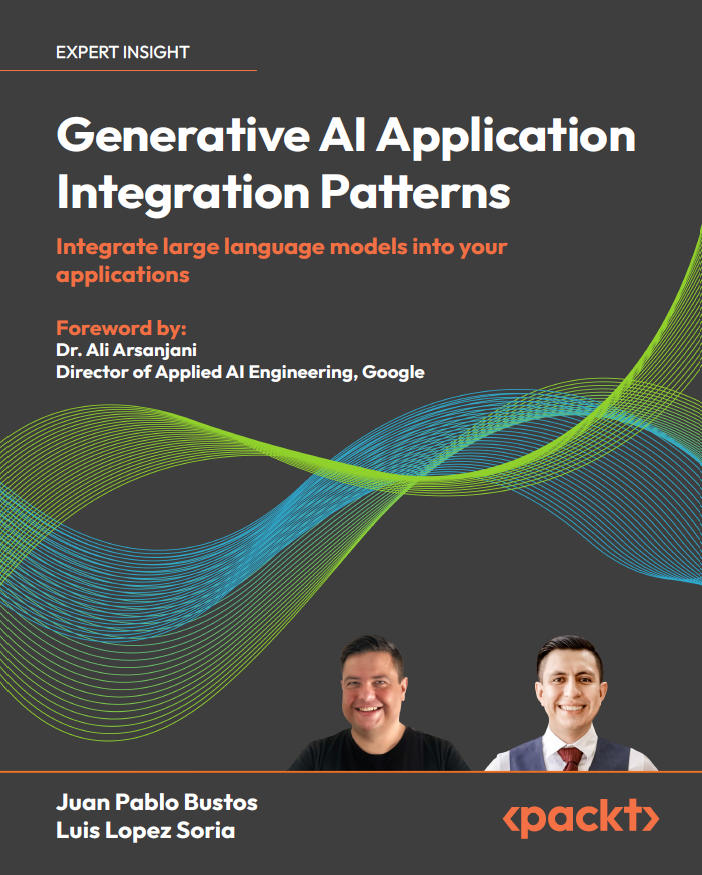 EXPERT INSIGHT
Generative AI Application
Integration Patterns
Integrate large language models into your
applications
Foreword by:
Dr. Ali Arsanjani
Director of Applied AI Engineering, Google
Juan Pablo Bustos
Luis Lopez Soria
<packt>